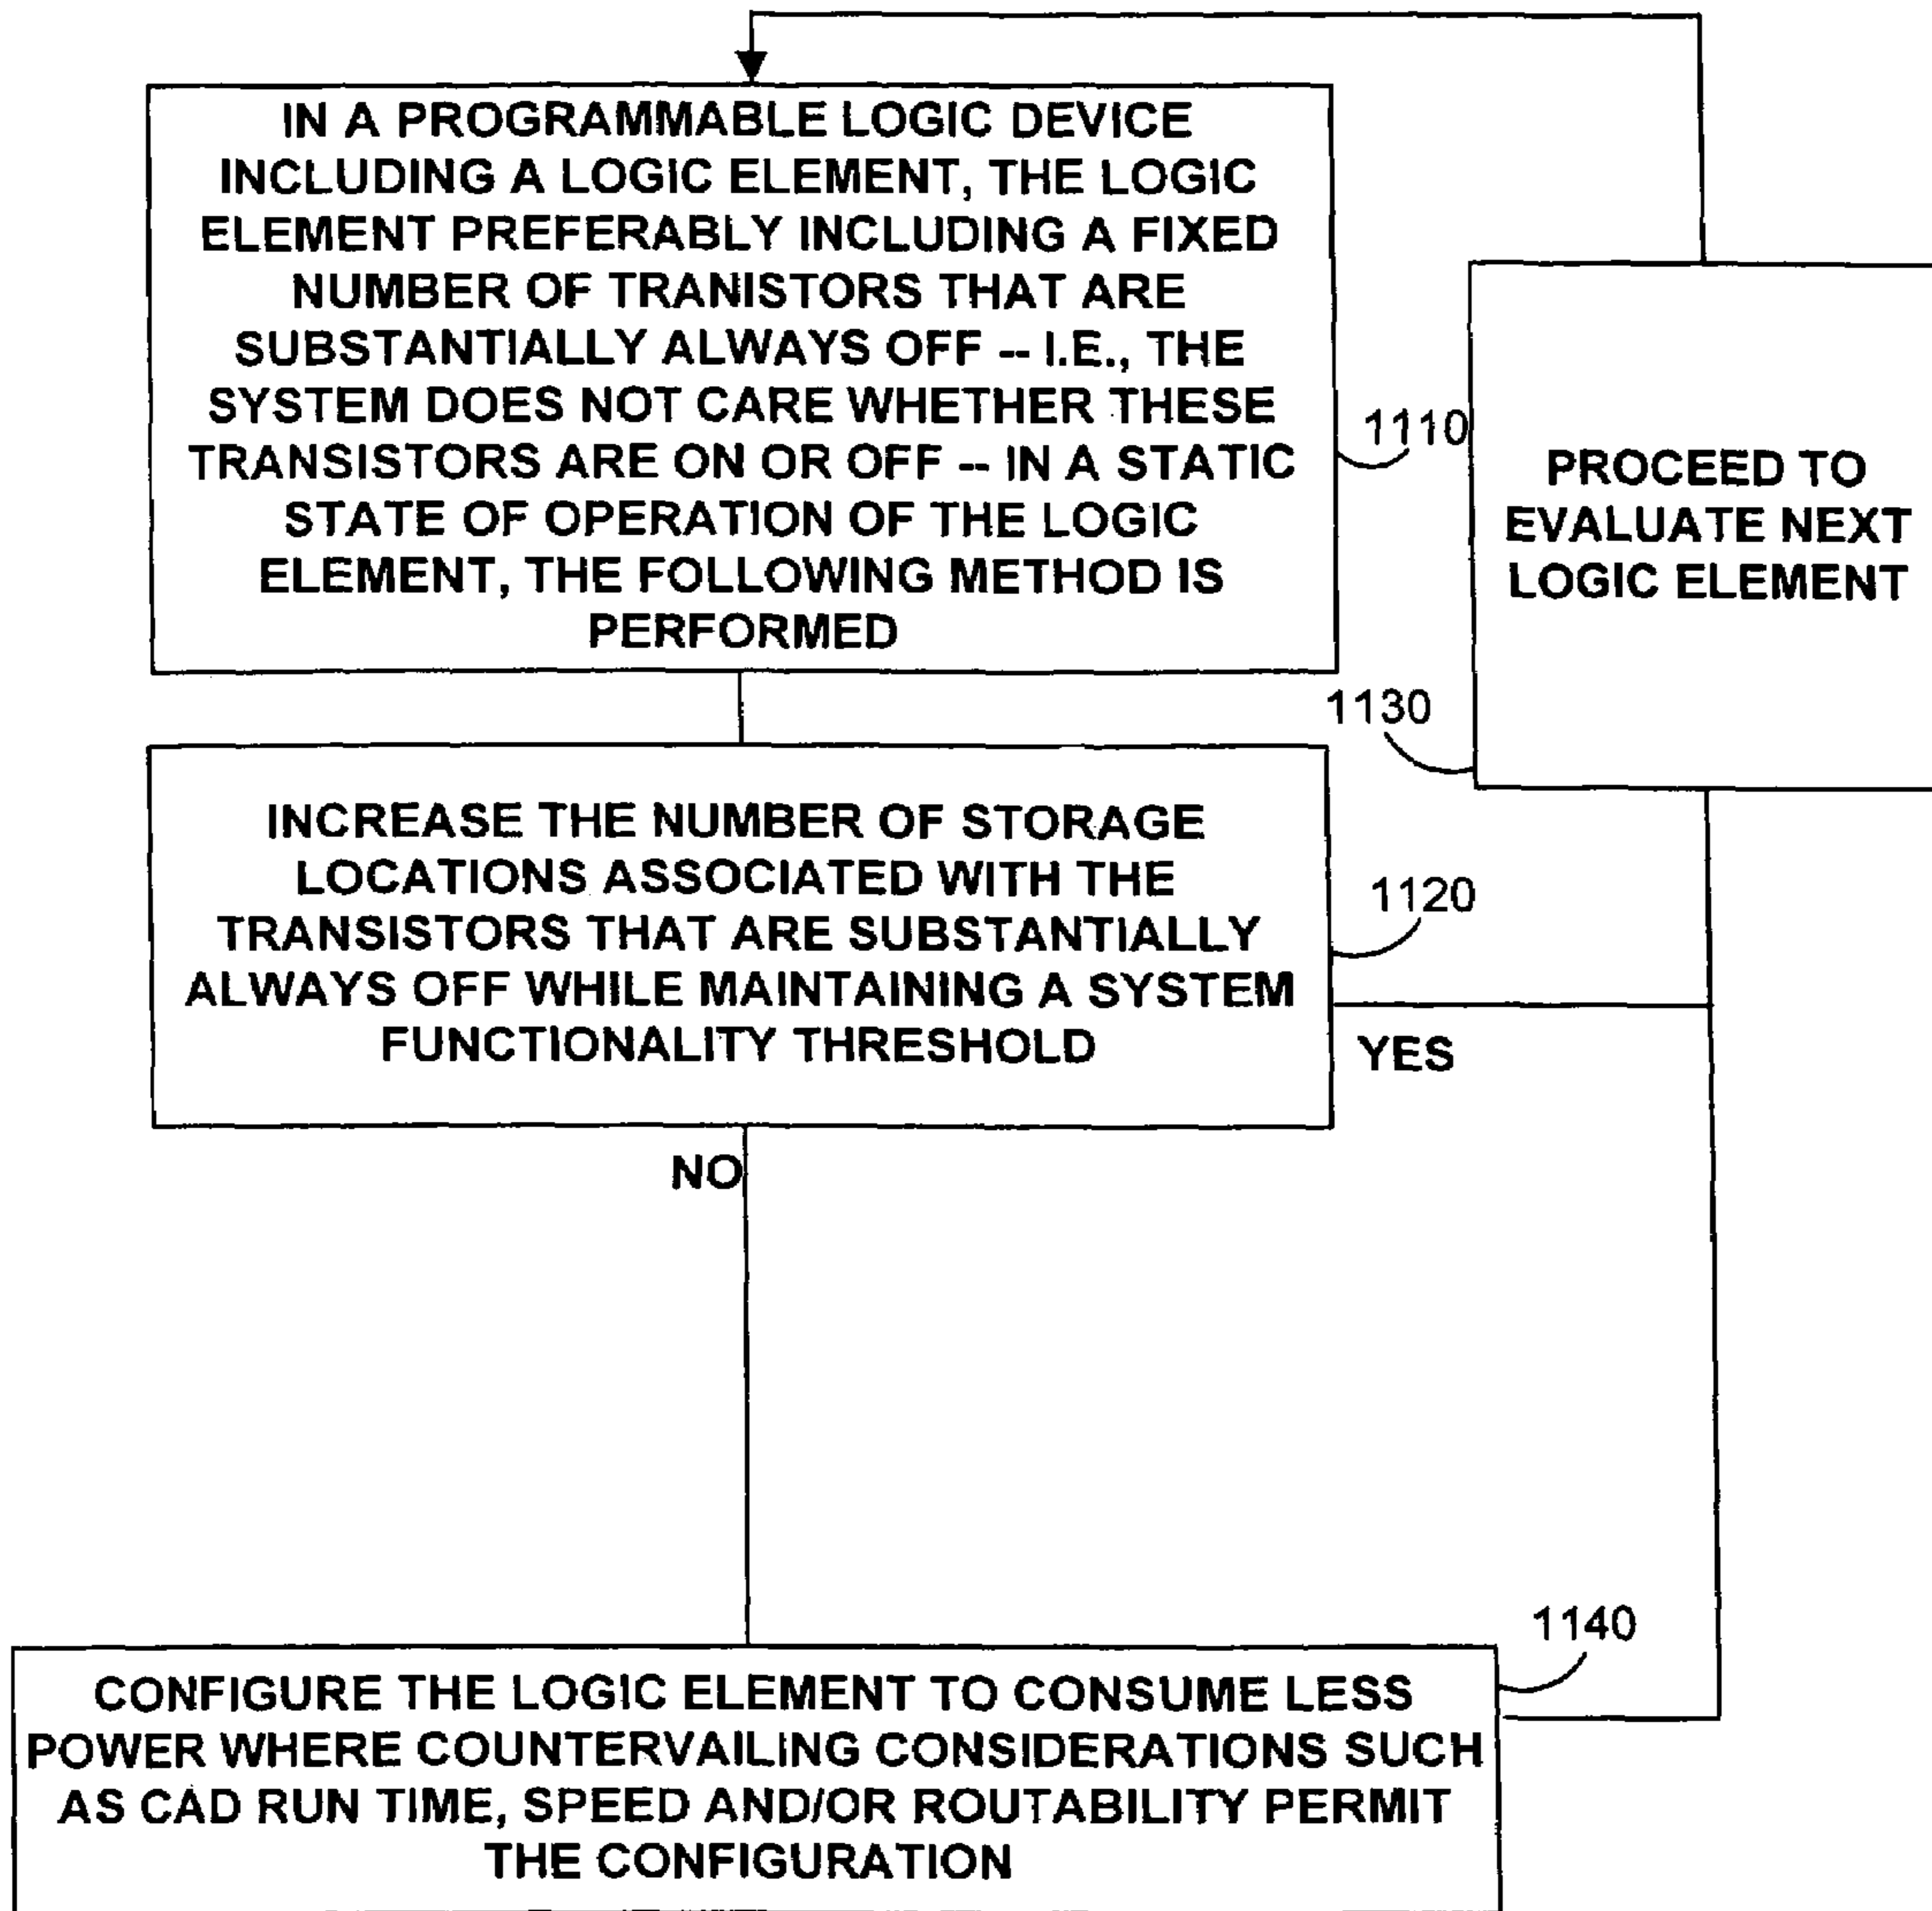 IN A PROGRAMMABLE LOGIC DEVICE
INCLUDING A LOGIC ELEMENT, THE LOGIC
ELEMENT PREFERABLY INCLUDING A FIXED
NUMBER OF TRANISTORS THAT ARE
SUBSTANTIALLY ALWAYS OFF -- I.E., THE
SYSTEM DOES NOT CARE WHETHER THESE
TRANSISTORS ARE ON OR OFF -- IN A STATIC
STATE OF OPERATION OF THE LOGIC
ELEMENT, THE FOLLOWING METHOD IS
PERFORMED
1110
PROCEED TO
EVALUATE NEXT
LOGIC ELEMENT
1130
INCREASE THE NUMBER OF STORAGE
LOCATIONS ASSOCIATED WITH THE
TRANSISTORS THAT ARE SUBSTANTIALLY
ALWAYS OFF WHILE MAINTAINING A SYSTEM
FUNCTIONALITY THRESHOLD
1120
YES
NO
1140
CONFIGURE THE LOGIC ELEMENT TO CONSUME LESS
POWER WHERE COUNTERVAILING CONSIDERATIONS SUCH
AS CAD RUN TIME, SPEED AND/OR ROUTABILITY PERMIT
THE CONFIGURATION